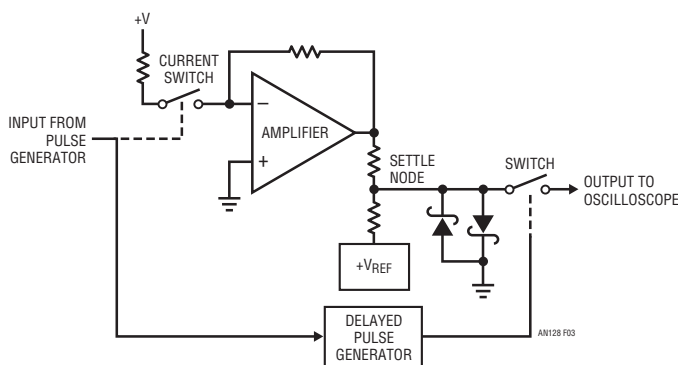 +V
CURRENT
SWITCH
INPUT FROM
PULSE
GENERATOR
−
AMPLIFIER
+
SETTLE
NODE
SWITCH
OUTPUT TO
OSCILLOSCOPE
+VREF
DELAYED
PULSE
GENERATOR
AN128 F03